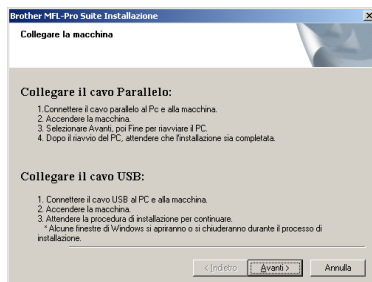 Brother MFL-Pro Suite Installazione
Collegare la macchina
Collegare il cavo Parallelo:
1.Connettere il cavo parallelo al Pc e alla macchina.
2. Accendere la macchina.
3. Selezionare Avanti, poi Fine per riavviare il PC.
4. Dopo il riavvio del PC, attendere che l'installazione sia completata.
Collegare il cavo USB:
1. Connettere il cavo USB al PC e alla macchina.
2. Accendere la macchina.
3. Attendere la procedura di installazione per continuare.
* Alcune finestre di Windows si apriranno o si chiuderanno durante il processo di
installazione.
< Indietro
Avanti >
Annulla